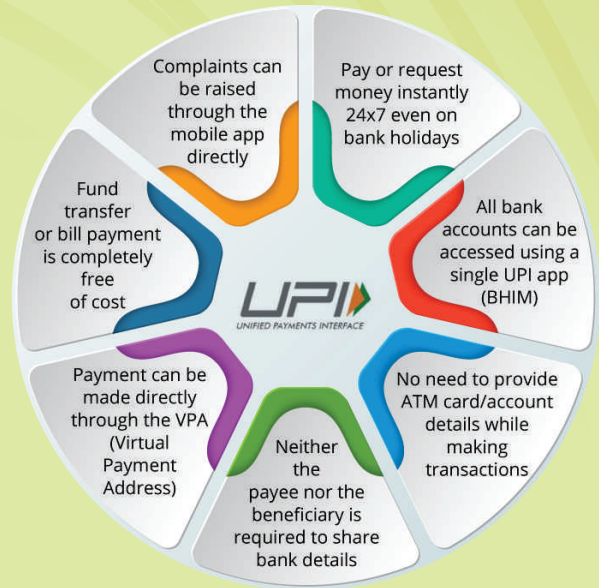 Complaints can
be raised
through the
mobile app
directly
Pay or request
money instantly
24x7 even on
bank holidays
All bank
accounts can be
accessed using a
single UPI app
(BHIM)
No need to provide
ATM card/account
details while
making
transactions
Neither
the
payee nor the
beneficiary is
required to share
bank details
Payment can be
made directly
through the VPA
(Virtual
Payment
Address)
Fund
transfer
or bill payment
is completely
free
of cost
UPI
UNIFIED PAYMENTS INTERFACE